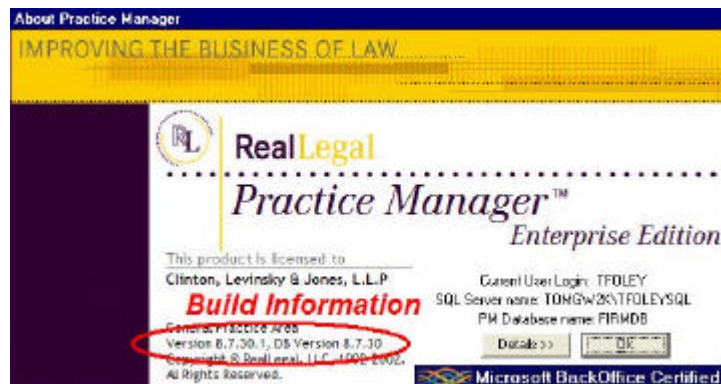 About Practice Manager
IMPROVING THE BUSINESS OF LAW
RL
RealLegal
Practice Manager™
Enterprise Edition
This product is licensed to
Clinton, Levinsky & Jones, L.L.P
Build Information
General Practice Area
Version 8.7.30.1, DB Version 8.7.30
Copyright © RealLegal, LLC, 1992-2002.
All Rights Reserved.
Current User Login: TFOLEY
SQL Server name: TOMGW2K\TFOLEYSQL
PM Database name: FIRMDB
Details >>
OK
Microsoft BackOffice Certified